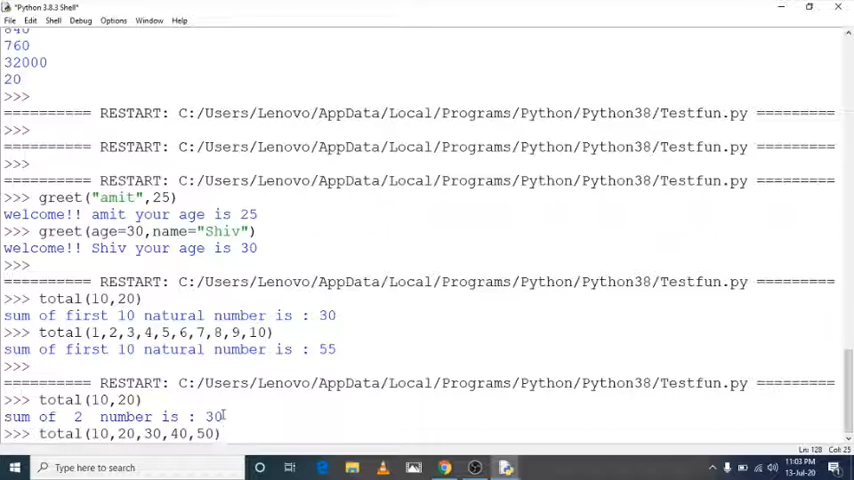 *Python 3.8.3 Shell*
File Edit Shell Debug Options Window Help
840
760
32000
20
>>>
========== RESTART: C:/Users/Lenovo/AppData/Local/Programs/Python/Python38/Testfun.py =========
>>>
========== RESTART: C:/Users/Lenovo/AppData/Local/Programs/Python/Python38/Testfun.py =========
>>>
========== RESTART: C:/Users/Lenovo/AppData/Local/Programs/Python/Python38/Testfun.py =========
>>> greet("amit",25)
welcome!! amit your age is 25
>>> greet(age=30,name="Shiv")
welcome!! Shiv your age is 30
>>>
========== RESTART: C:/Users/Lenovo/AppData/Local/Programs/Python/Python38/Testfun.py =========
>>> total(10,20)
sum of first 10 natural number is : 30
>>> total(1,2,3,4,5,6,7,8,9,10)
sum of first 10 natural number is : 55
>>>
========== RESTART: C:/Users/Lenovo/AppData/Local/Programs/Python/Python38/Testfun.py =========
>>> total(10,20)
sum of  2  number is : 30
>>> total(10,20,30,40,50)
Ln: 128 Col: 25
Type here to search
11:03 PM
13-Jul-20